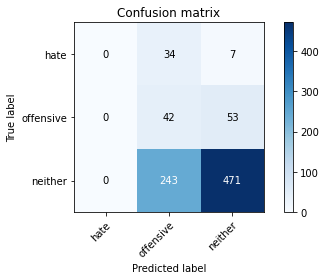 Confusion matrix
hate 0 34 7
offensive 0 42 53
neither 0 243 471
hate offensive neither
True label
Predicted label
400
300
200
100
0